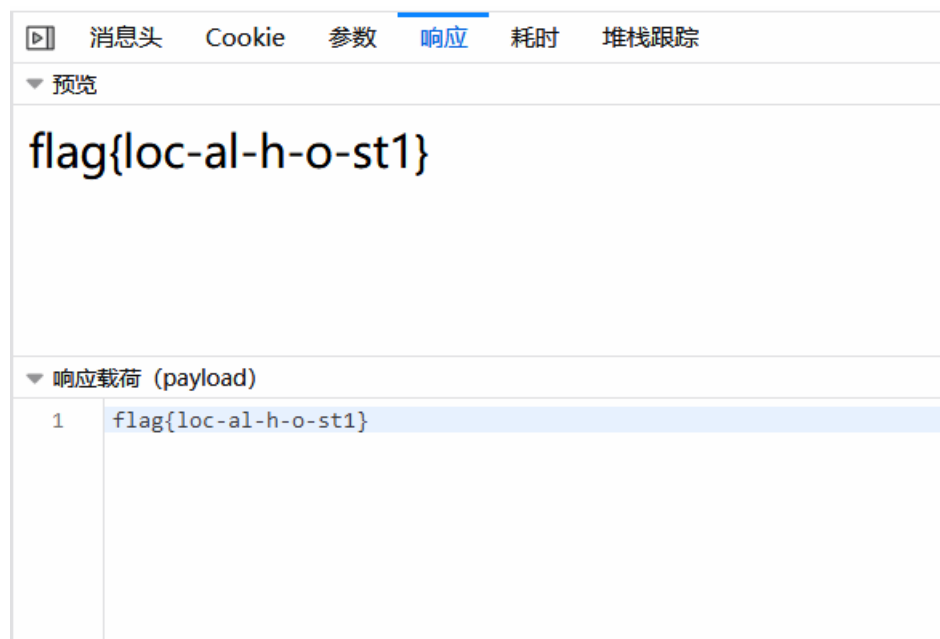 消息头 Cookie 参数 响应 耗时 堆栈跟踪
预览
flag{loc-al-h-o-st1}
响应载荷（payload）
1 flag{loc-al-h-o-st1}